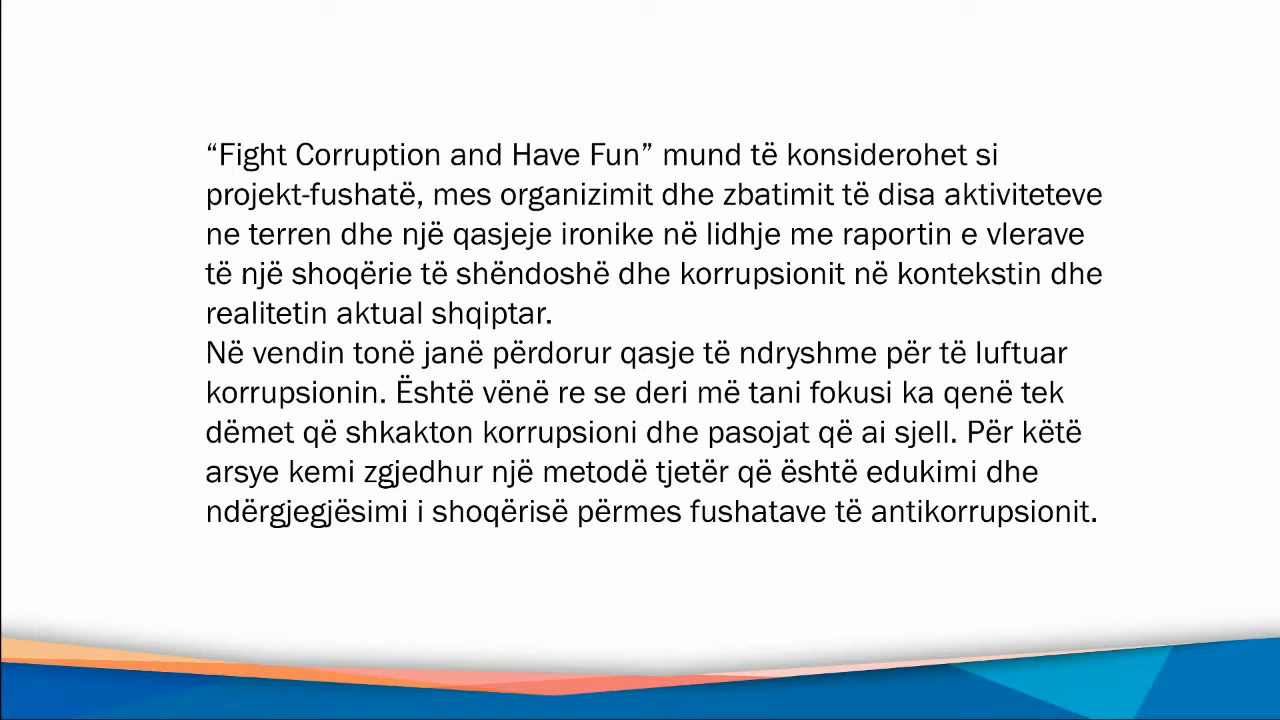 “Fight Corruption and Have Fun” mund të konsiderohet si
projekt-fushatë, mes organizimit dhe zbatimit të disa aktiviteteve
ne terren dhe një qasjeje ironike në lidhje me raportin e vlerave
të një shoqërie të shëndoshë dhe korrupsionit në kontekstin dhe
realitetin aktual shqiptar.
Në vendin tonë janë përdorur qasje të ndryshme për të luftuar
korrupsionin. Është vënë re se deri më tani fokusi ka qenë tek
dëmet që shkakton korrupsioni dhe pasojat që ai sjell. Për këtë
arsye kemi zgjedhur një metodë tjetër që është edukimi dhe
ndërgjegjësimi i shoqërisë përmes fushatave të antikorrupsionit.